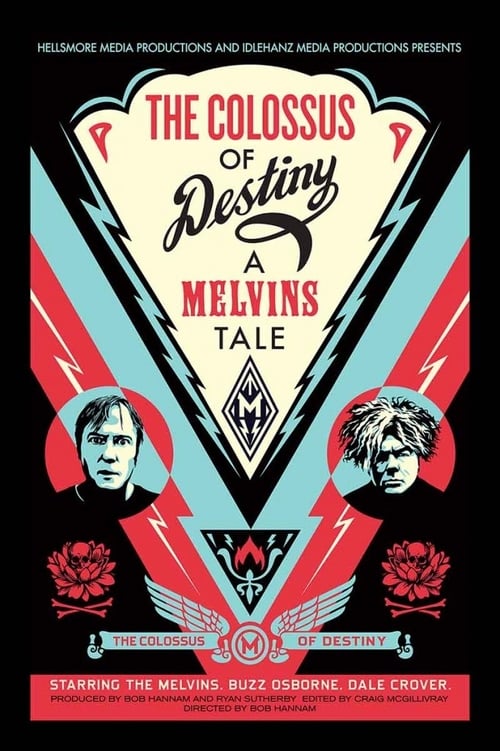 HELLSMORE MEDIA PRODUCTIONS AND IDLEHANZ MEDIA PRODUCTIONS PRESENTS
THE COLOSSUS
OF
Destiny
A
MELVINS
TALE
M
M
THE COLOSSUS M OF DESTINY
STARRING THE MELVINS. BUZZ OSBORNE, DALE CROVER.
PRODUCED BY BOB HANNAM AND RYAN SUTHERBY EDITED BY CRAIG MCGILLIVRAY
DIRECTED BY BOB HANNAM